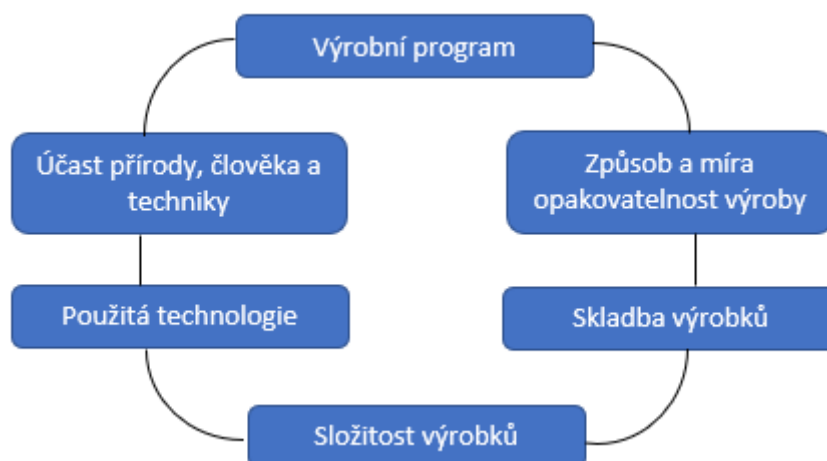 Výrobní program
Účast přírody, člověka a
techniky
Způsob a míra
opakovatelnost výroby
Použitá technologie
Skladba výrobků
Složitost výrobků